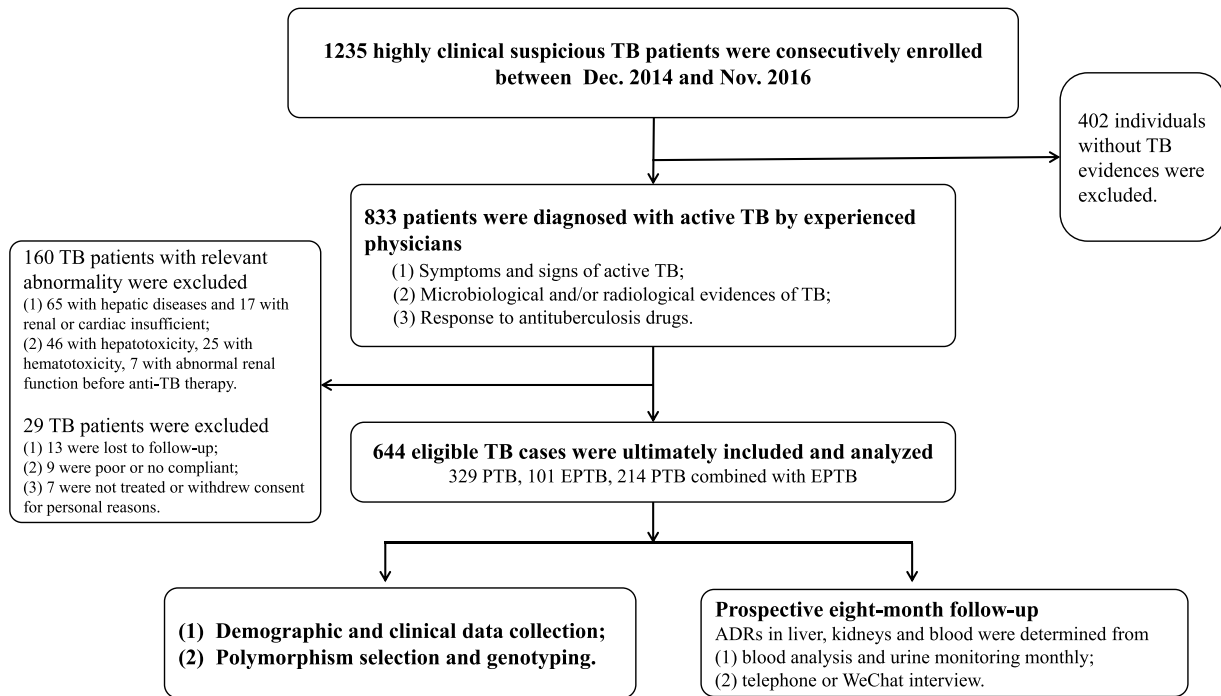 1235 highly clinical suspicious TB patients were consecutively enrolled
between Dec. 2014 and Nov. 2016
402 individuals
without TB
evidences were
excluded.
833 patients were diagnosed with active TB by experienced
physicians
(1) Symptoms and signs of active TB;
(2) Microbiological and/or radiological evidences of TB;
(3) Response to antituberculosis drugs.
160 TB patients with relevant
abnormality were excluded
(1) 65 with hepatic diseases and 17 with
renal or cardiac insufficient;
(2) 46 with hepatotoxicity, 25 with
hematotoxicity, 7 with abnormal renal
function before anti-TB therapy.
29 TB patients were excluded
(1) 13 were lost to follow-up;
(2) 9 were poor or no compliant;
(3) 7 were not treated or withdrew consent
for personal reasons.
644 eligible TB cases were ultimately included and analyzed
329 PTB, 101 EPTB, 214 PTB combined with EPTB
(1) Demographic and clinical data collection;
(2) Polymorphism selection and genotyping.
Prospective eight-month follow-up
ADRs in liver, kidneys and blood were determined from
(1) blood analysis and urine monitoring monthly;
(2) telephone or WeChat interview.